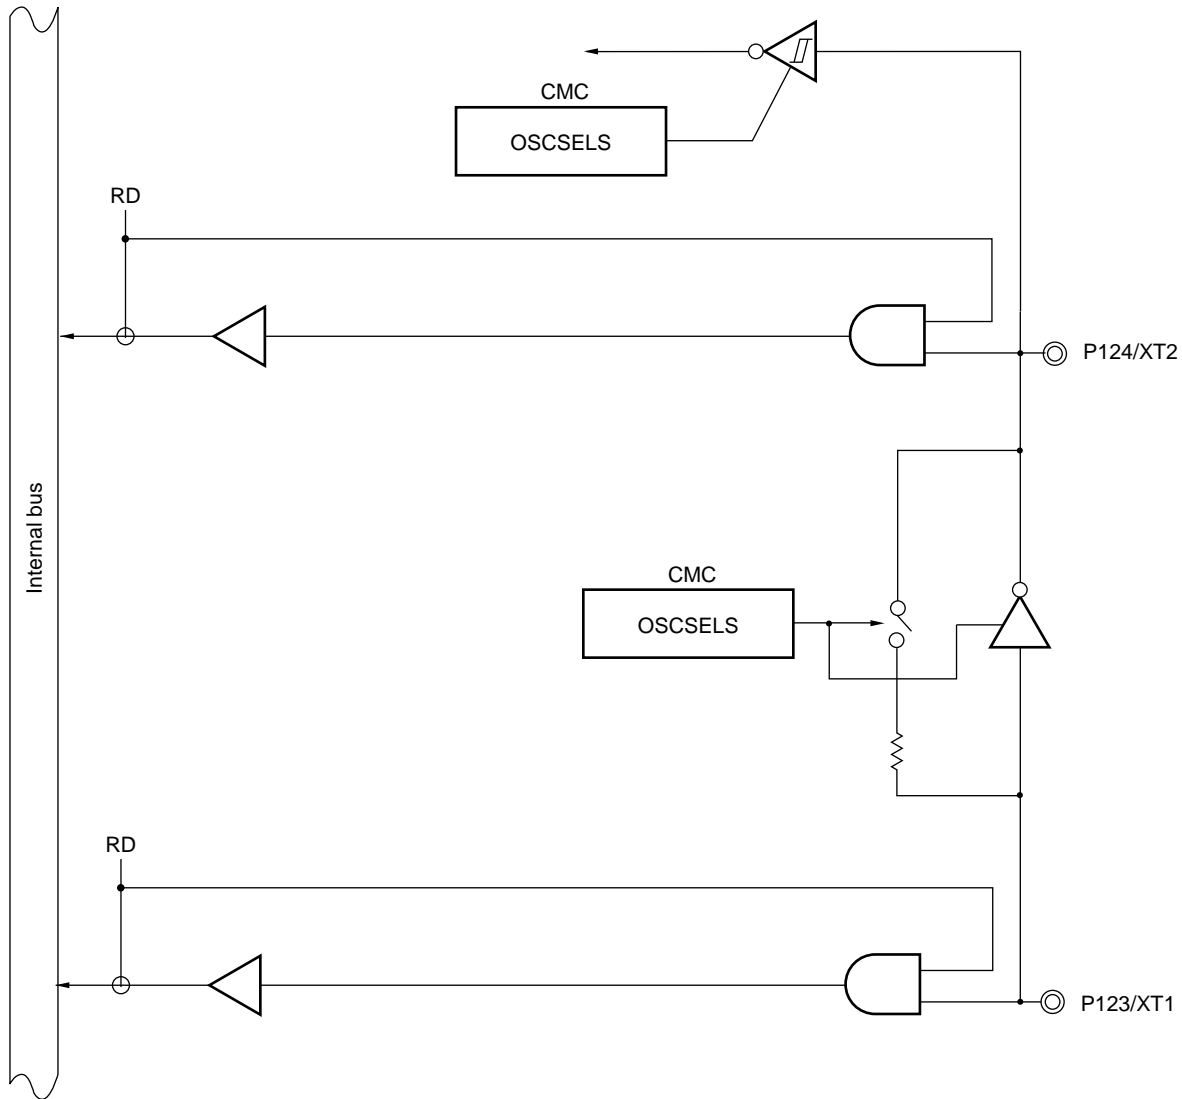 CMC
OSCSELS
RD
P124/XT2
Internal bus
CMC
OSCSELS
RD
P123/XT1